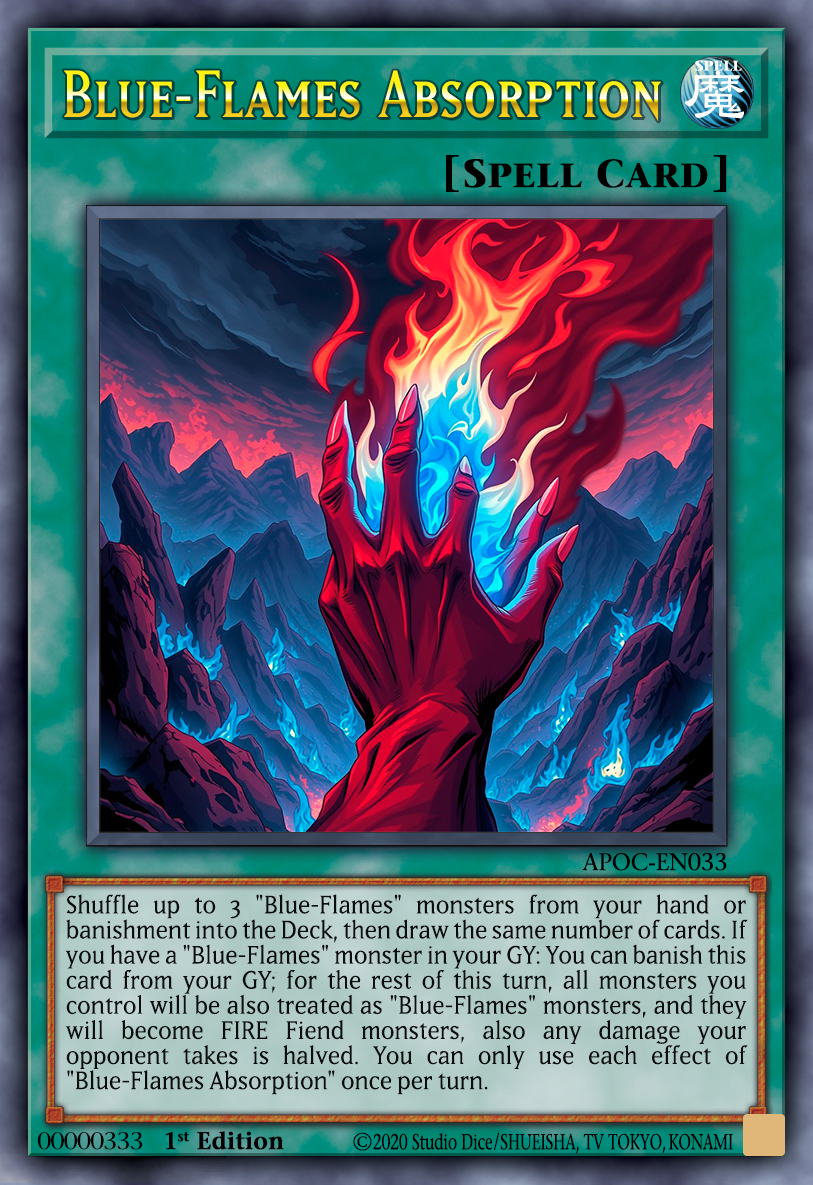 Blue-Flames Absorption
SPELL
魔
[Spell Card]
APOC-EN033
Shuffle up to 3 "Blue-Flames" monsters from your hand or
banishment into the Deck, then draw the same number of cards. If
you have a "Blue-Flames" monster in your GY: You can banish this
card from your GY; for the rest of this turn, all monsters you
control will be also treated as "Blue-Flames" monsters, and they
will become FIRE Fiend monsters, also any damage your
opponent takes is halved. You can only use each effect of
"Blue-Flames Absorption" once per turn.
00000333 1st Edition ©2020 Studio Dice/SHUEISHA, TV TOKYO, KONAMI